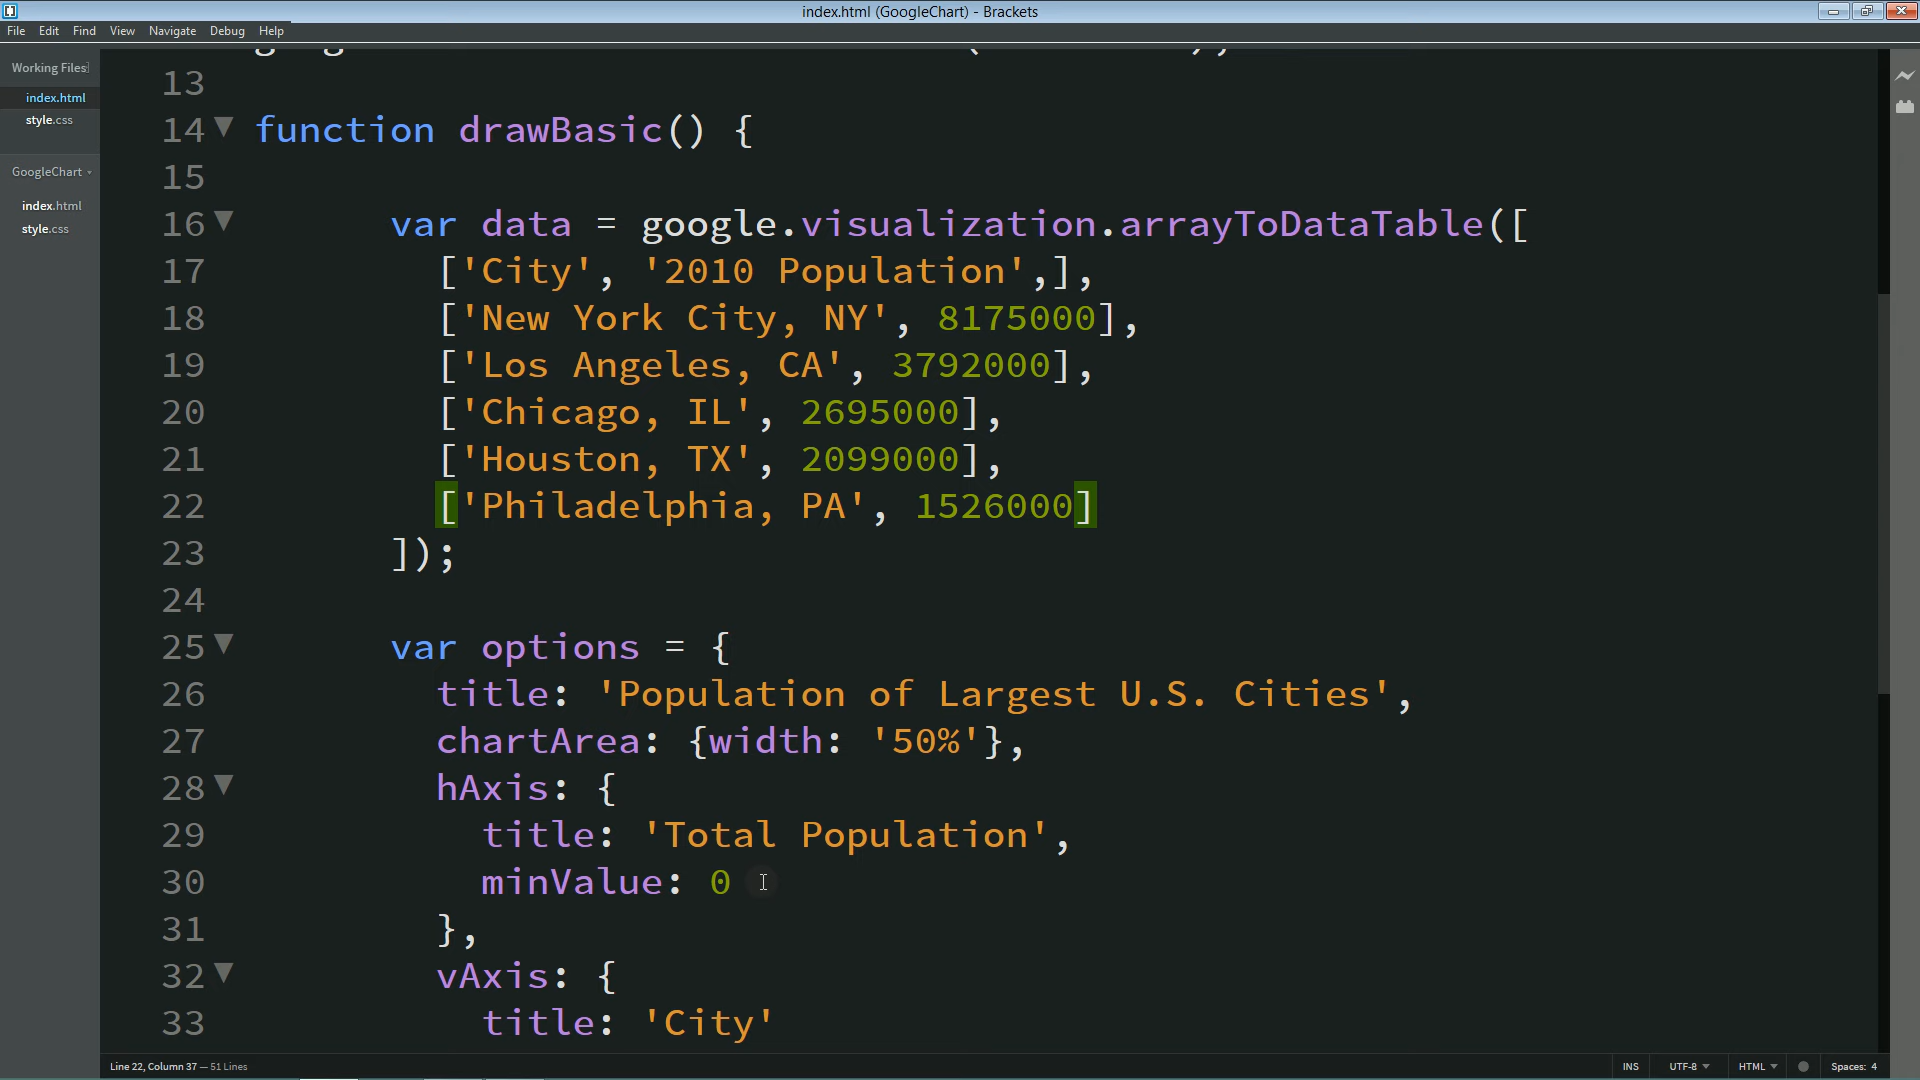 index.html (GoogleChart) - Brackets
File Edit Find View Navigate Debug Help
Working Files
index.html
style.css
GoogleChart
index.html
style.css
13
14 function drawBasic() {
15
16 var data = google.visualization.arrayToDataTable([
17 ['City', '2010 Population',],
18 ['New York City, NY', 8175000],
19 ['Los Angeles, CA', 3792000],
20 ['Chicago, IL', 2695000],
21 ['Houston, TX', 2099000],
22 ['Philadelphia, PA', 1526000]
23 ]);
24
25 var options = {
26 title: 'Population of Largest U.S. Cities',
27 chartArea: {width: '50%'},
28 hAxis: {
29 title: 'Total Population',
30 minValue: 0
31 },
32 vAxis: {
33 title: 'City'
Line 22, Column 37 — 51 Lines
INS UTF-8 HTML Spaces: 4